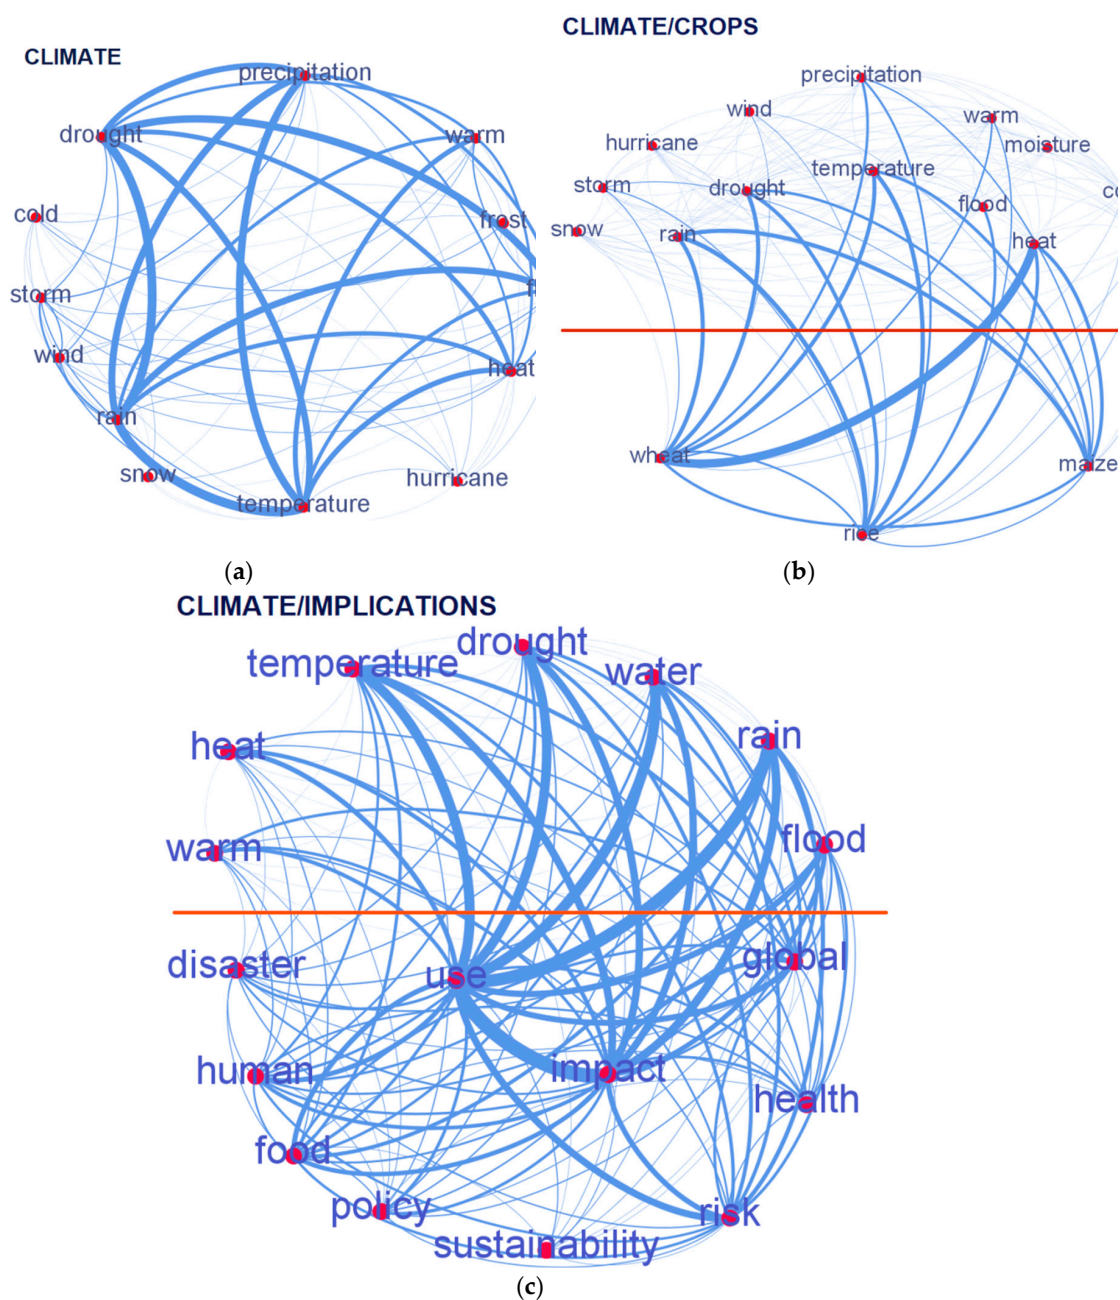 CLIMATE
precipitation
drought
warm
cold
frost
storm
wind
heat
rain
snow
hurricane
temperature
(a)
CLIMATE/CROPS
precipitation
wind
warm
hurricane
moisture
temperature
storm
drought
flood
snow
rain
heat
wheat
maize
rice
(b)
CLIMATE/IMPLICATIONS
drought
temperature
water
rain
heat
flood
warm
global
disaster
use
human
impact
health
food
policy
risk
sustainability
(c)